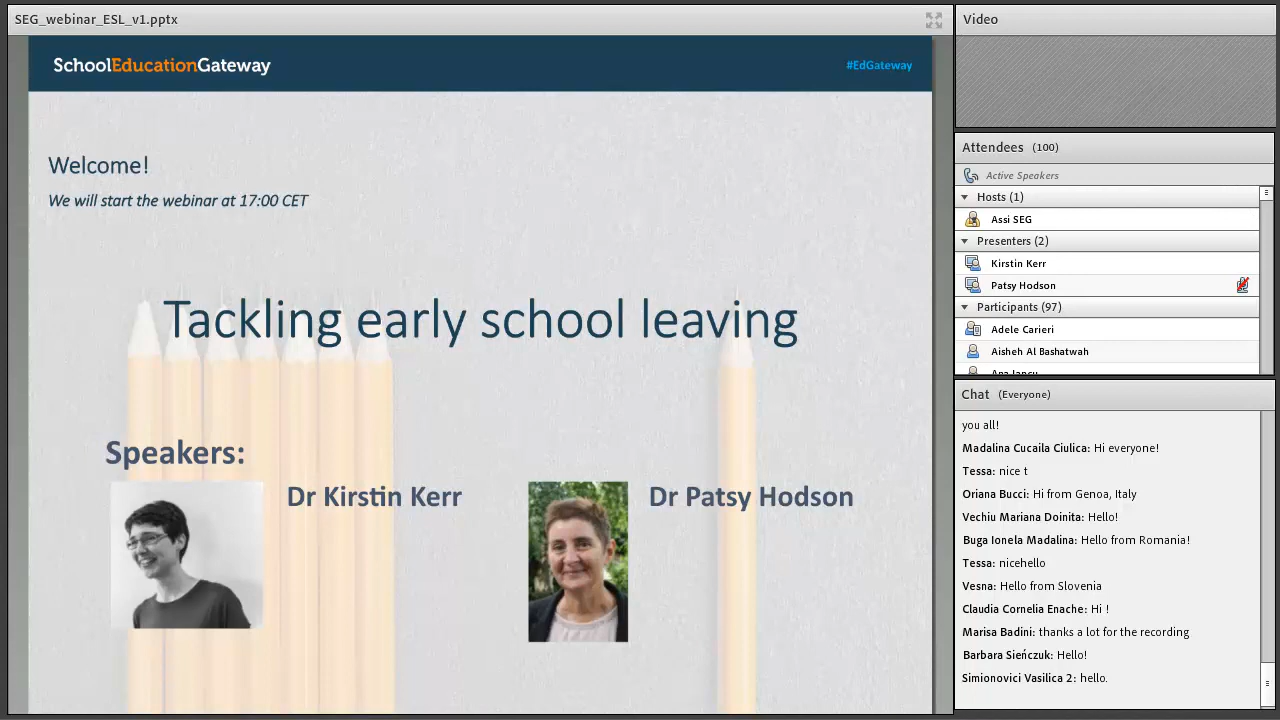 SEG_webinar_ESL_v1.pptx
SchoolEducationGateway
#EdGateway
Welcome!
We will start the webinar at 17:00 CET
Tackling early school leaving
Speakers:
Dr Kirstin Kerr
Dr Patsy Hodson
Video
Attendees (100)
Active Speakers
Hosts (1)
Assi SEG
Presenters (2)
Kirstin Kerr
Patsy Hodson
Participants (97)
Adele Carieri
Aisheh Al Bashatwah
Chat (Everyone)
you all!
Madalina Cucaila Ciulica: Hi everyone!
Tessa: nice t
Oriana Bucci: Hi from Genoa, Italy
Vechiu Mariana Doinita: Hello!
Buga Ionela Madalina: Hello from Romania!
Tessa: nicehello
Vesna: Hello from Slovenia
Claudia Cornelia Enache: Hi !
Marisa Badini: thanks a lot for the recording
Barbara Sieńczuk: Hello!
Simionovici Vasilica 2: hello.